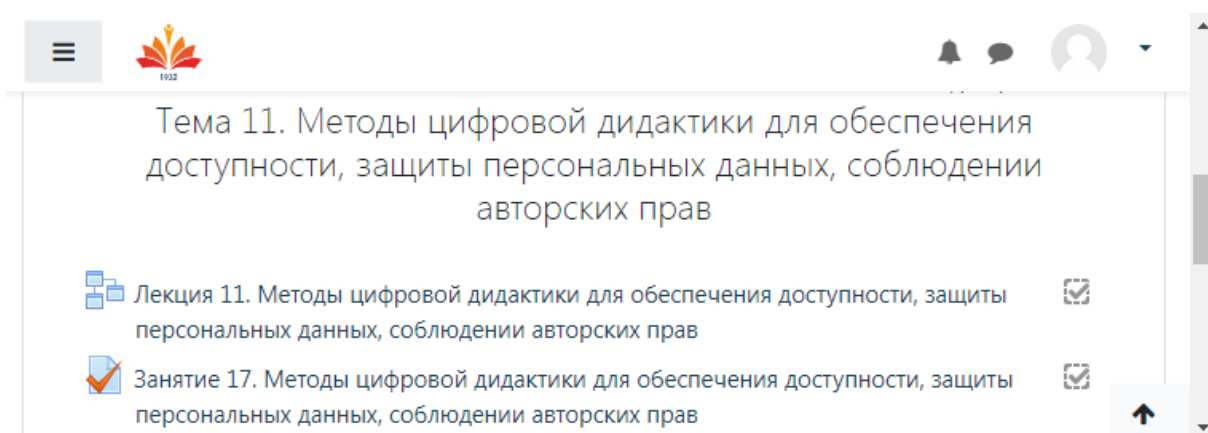 1932
Тема 11. Методы цифровой дидактики для обеспечения
доступности, защиты персональных данных, соблюдении
авторских прав
Лекция 11. Методы цифровой дидактики для обеспечения доступности, защиты
персональных данных, соблюдении авторских прав
Занятие 17. Методы цифровой дидактики для обеспечения доступности, защиты
персональных данных, соблюдении авторских прав